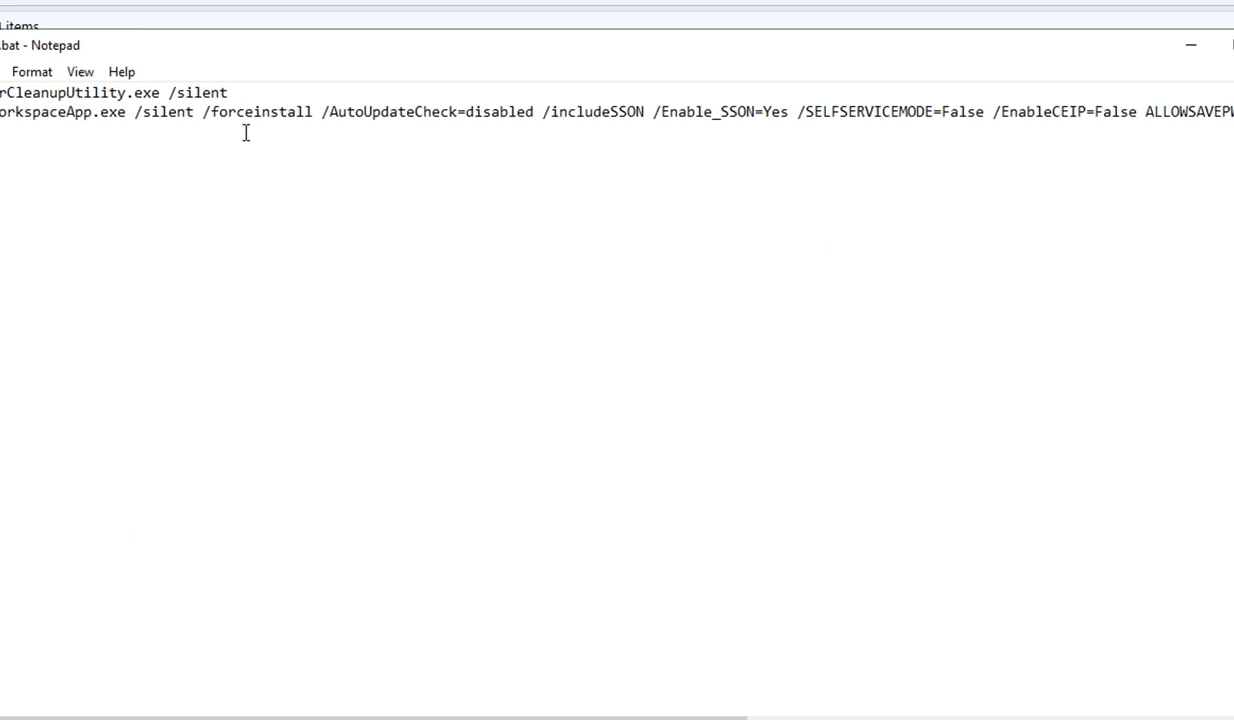 items
.bat - Notepad
Format View Help
rCleanupUtility.exe /silent
orkspaceApp.exe /silent /forceinstall /AutoUpdateCheck=disabled /includeSSON /Enable_SSON=Yes /SELFSERVICEMODE=False /EnableCEIP=False ALLOWSAVEPW